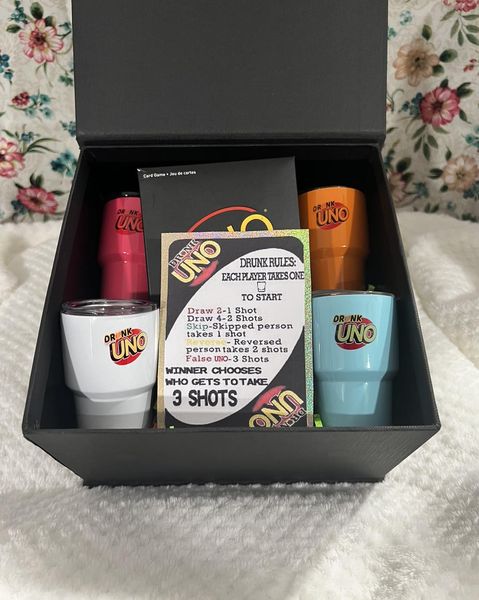 Card Game • Jeu de cartes
UNO
DRUNK
UNO
DRUNK
UNO
DRUNK
UNO
DRUNK RULES:
EACH PLAYER TAKES ONE
TO START
Draw 2-1 Shot
Draw 4-2 Shots
Skip-Skipped person
takes 1 shot
Reverse- Reversed
person takes 2 shots
False UNO-3 Shots
WINNER CHOOSES
WHO GETS TO TAKE
3 SHOTS
DRUNK
UNO
DRUNK
UNO
DRUNK
UNO